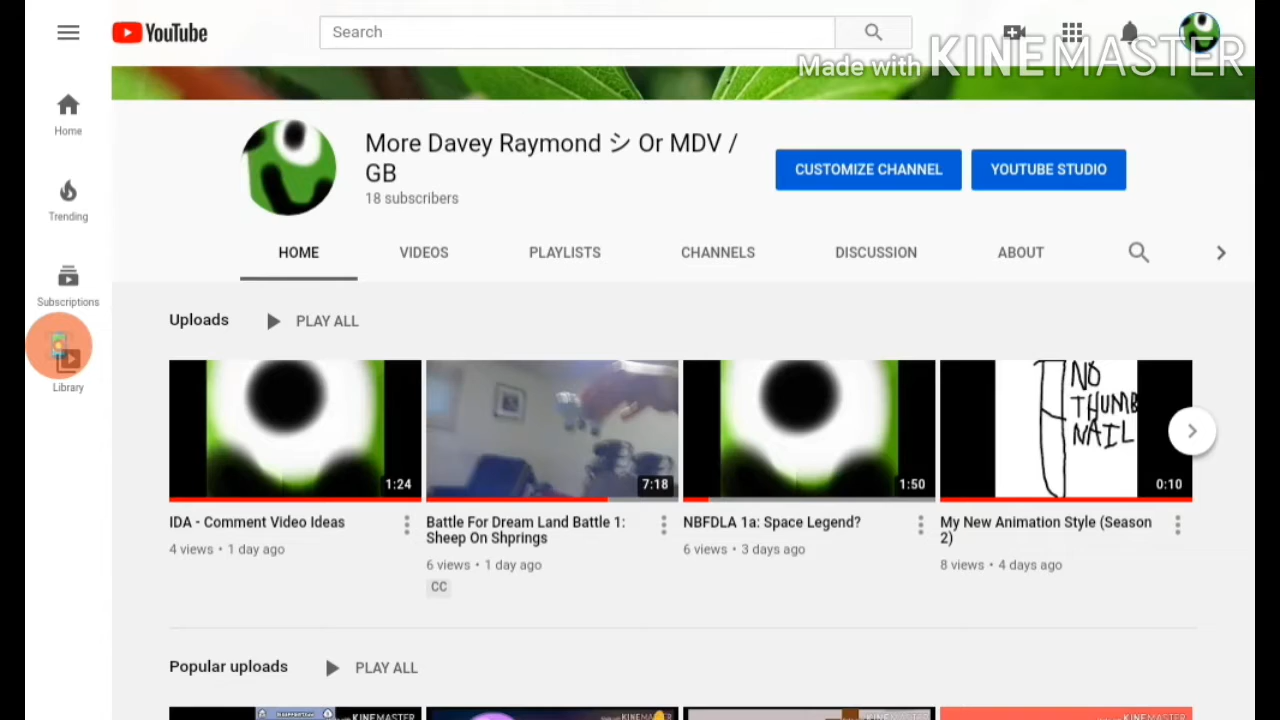 YouTube
Search
Made with KINEMASTER
Home
Trending
Subscriptions
Library
More Davey Raymond シ Or MDV /
GB
18 subscribers
CUSTOMIZE CHANNEL
YOUTUBE STUDIO
HOME
VIDEOS
PLAYLISTS
CHANNELS
DISCUSSION
ABOUT
Uploads
PLAY ALL
1:24
IDA - Comment Video Ideas
4 views • 1 day ago
7:18
Battle For Dream Land Battle 1:
Sheep On Shprings
6 views • 1 day ago
CC
1:50
NBFDLA 1a: Space Legend?
6 views • 3 days ago
NO
THUMB
NAIL
0:10
My New Animation Style (Season
2)
8 views • 4 days ago
Popular uploads
PLAY ALL
KINEMASTER
KINEMASTER
KINEMASTER
KINEMASTER